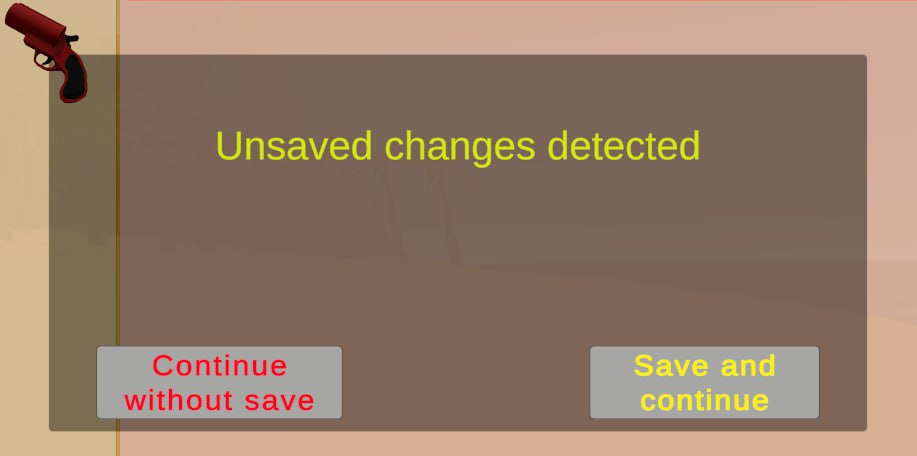 Unsaved changes detected
Continue
without save
Save and
continue